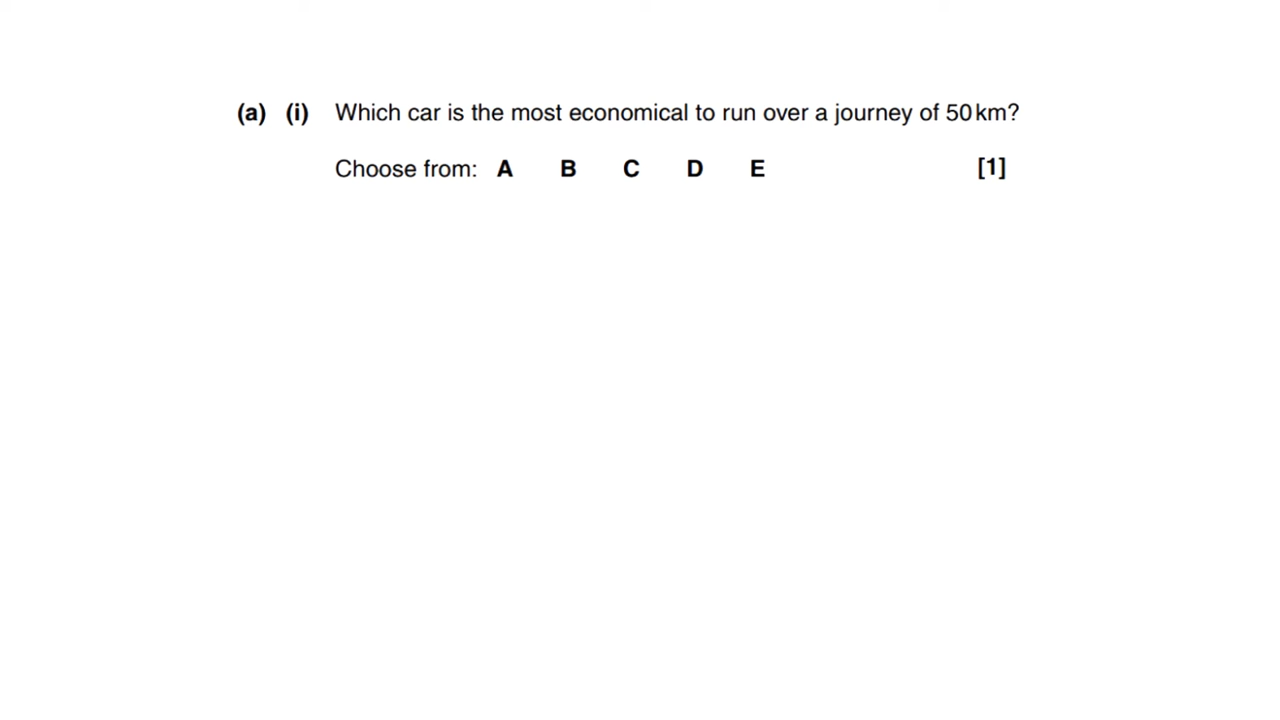 (a) (i) Which car is the most economical to run over a journey of 50 km?
Choose from: A B C D E [1]